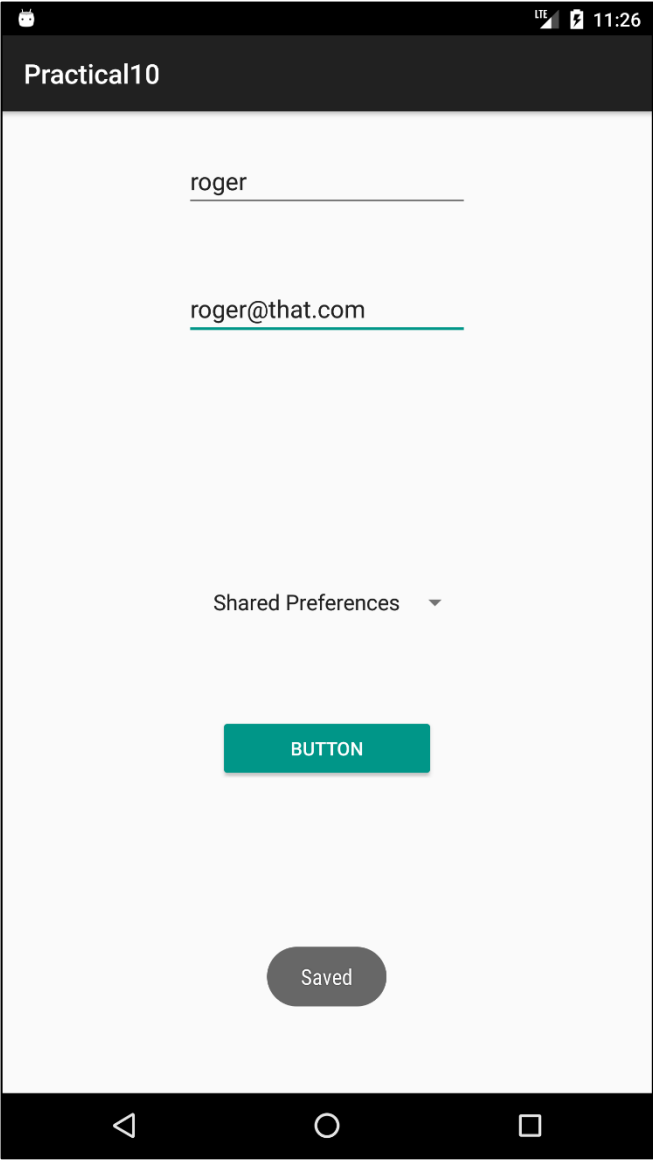 LTE 11:26
Practical10
roger
roger@that.com
Shared Preferences
BUTTON
Saved